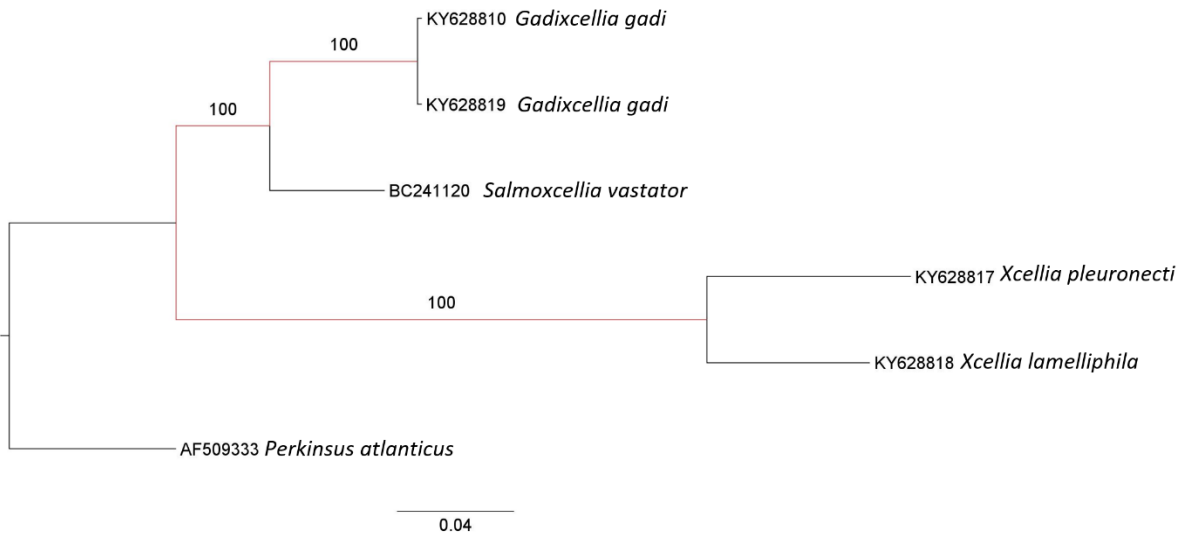 KY628810 Gadixcellia gadi
100
KY628819 Gadixcellia gadi
100
BC241120 Salmoxcellia vastator
KY628817 Xcellia pleuronecti
100
KY628818 Xcellia lamelliphila
AF509333 Perkinsus atlanticus
0.04